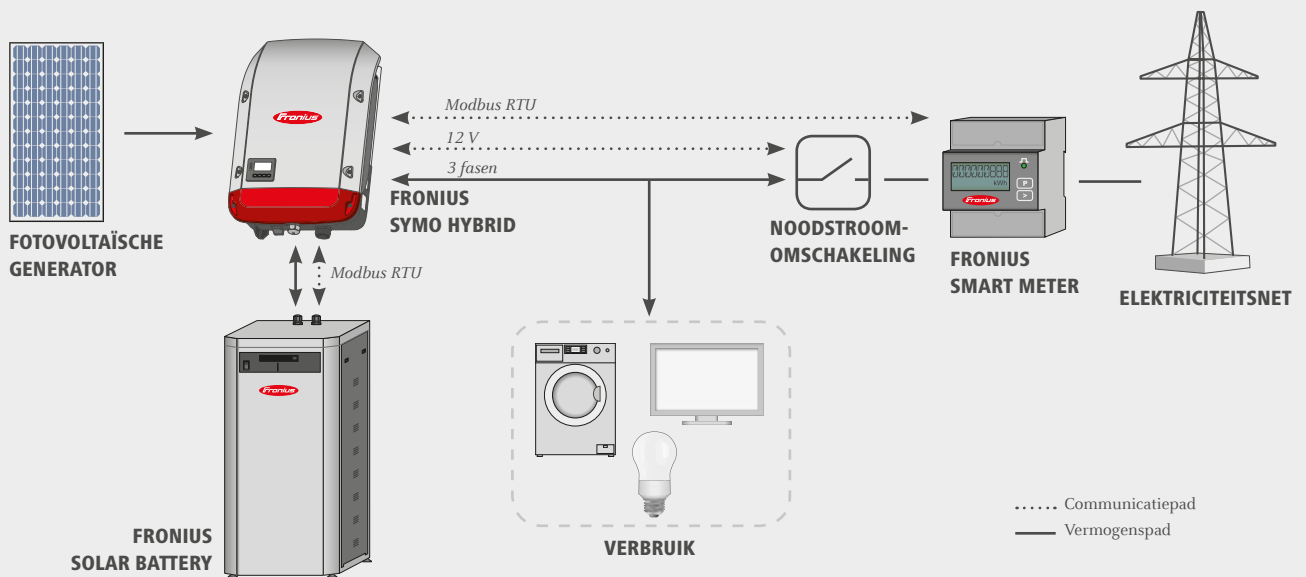 Modbus RTU
12 V
3 fasen
Fronius
FRONIUS
SYMO HYBRID
FOTOVOLTAÏSCHE
GENERATOR
Modbus RTU
NOODSTROOM-
OMSCHAKELING
kWh
P
>
Fronius
FRONIUS
SMART METER
ELEKTRICITEITSNET
Fronius
FRONIUS
SOLAR BATTERY
VERBRUIK
Communicatiepad
Vermogenspad